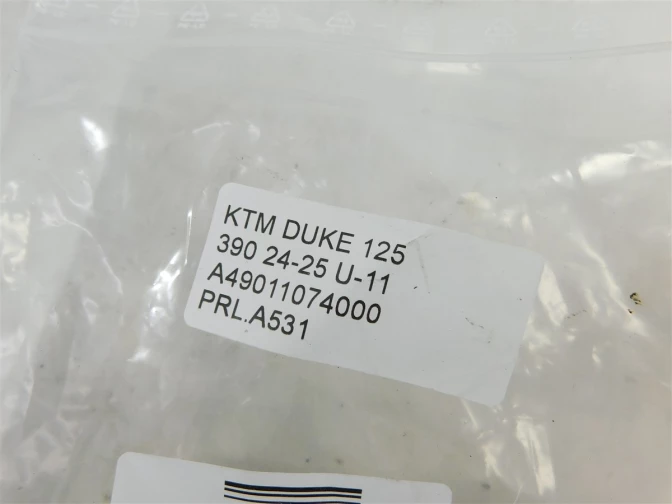 KTM DUKE 125
390 24-25 U-11
A49011074000
PRL.A531